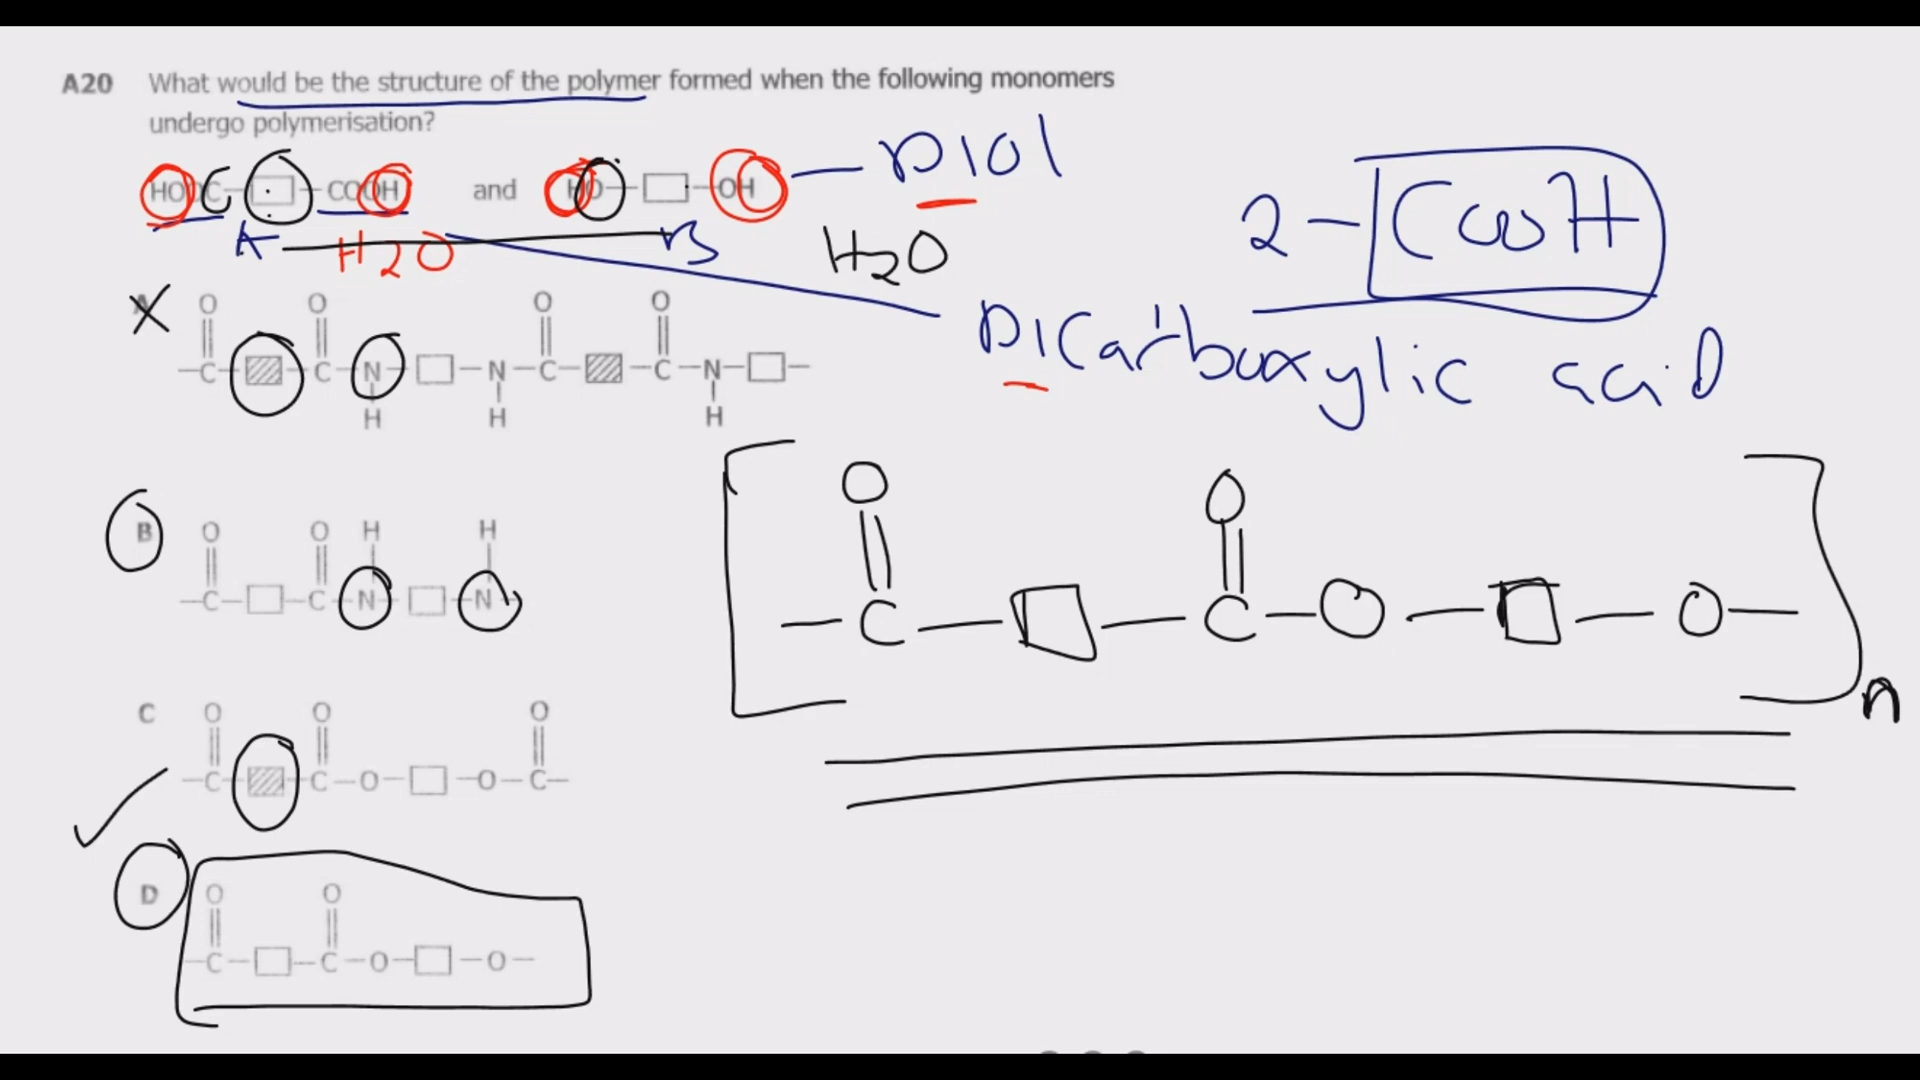 A20 What would be the structure of the polymer formed when the following monomers
undergo polymerisation?
HOOC-□-COOH and HO-□-OH — DIOl
C
A H2O B H2O
2 - COOH
Dicarboxylic acid
A O O O O
-C-▨-C-N-□-N-C-▨-C-N-□-
H H H
B O O H H
-C-□-C-N-□-N
[ O O ]n
-C-□-C-O-□-O-
C O O O
-C-▨-C-O-□-O-C-
D O O
-C-□-C-O-□-O-